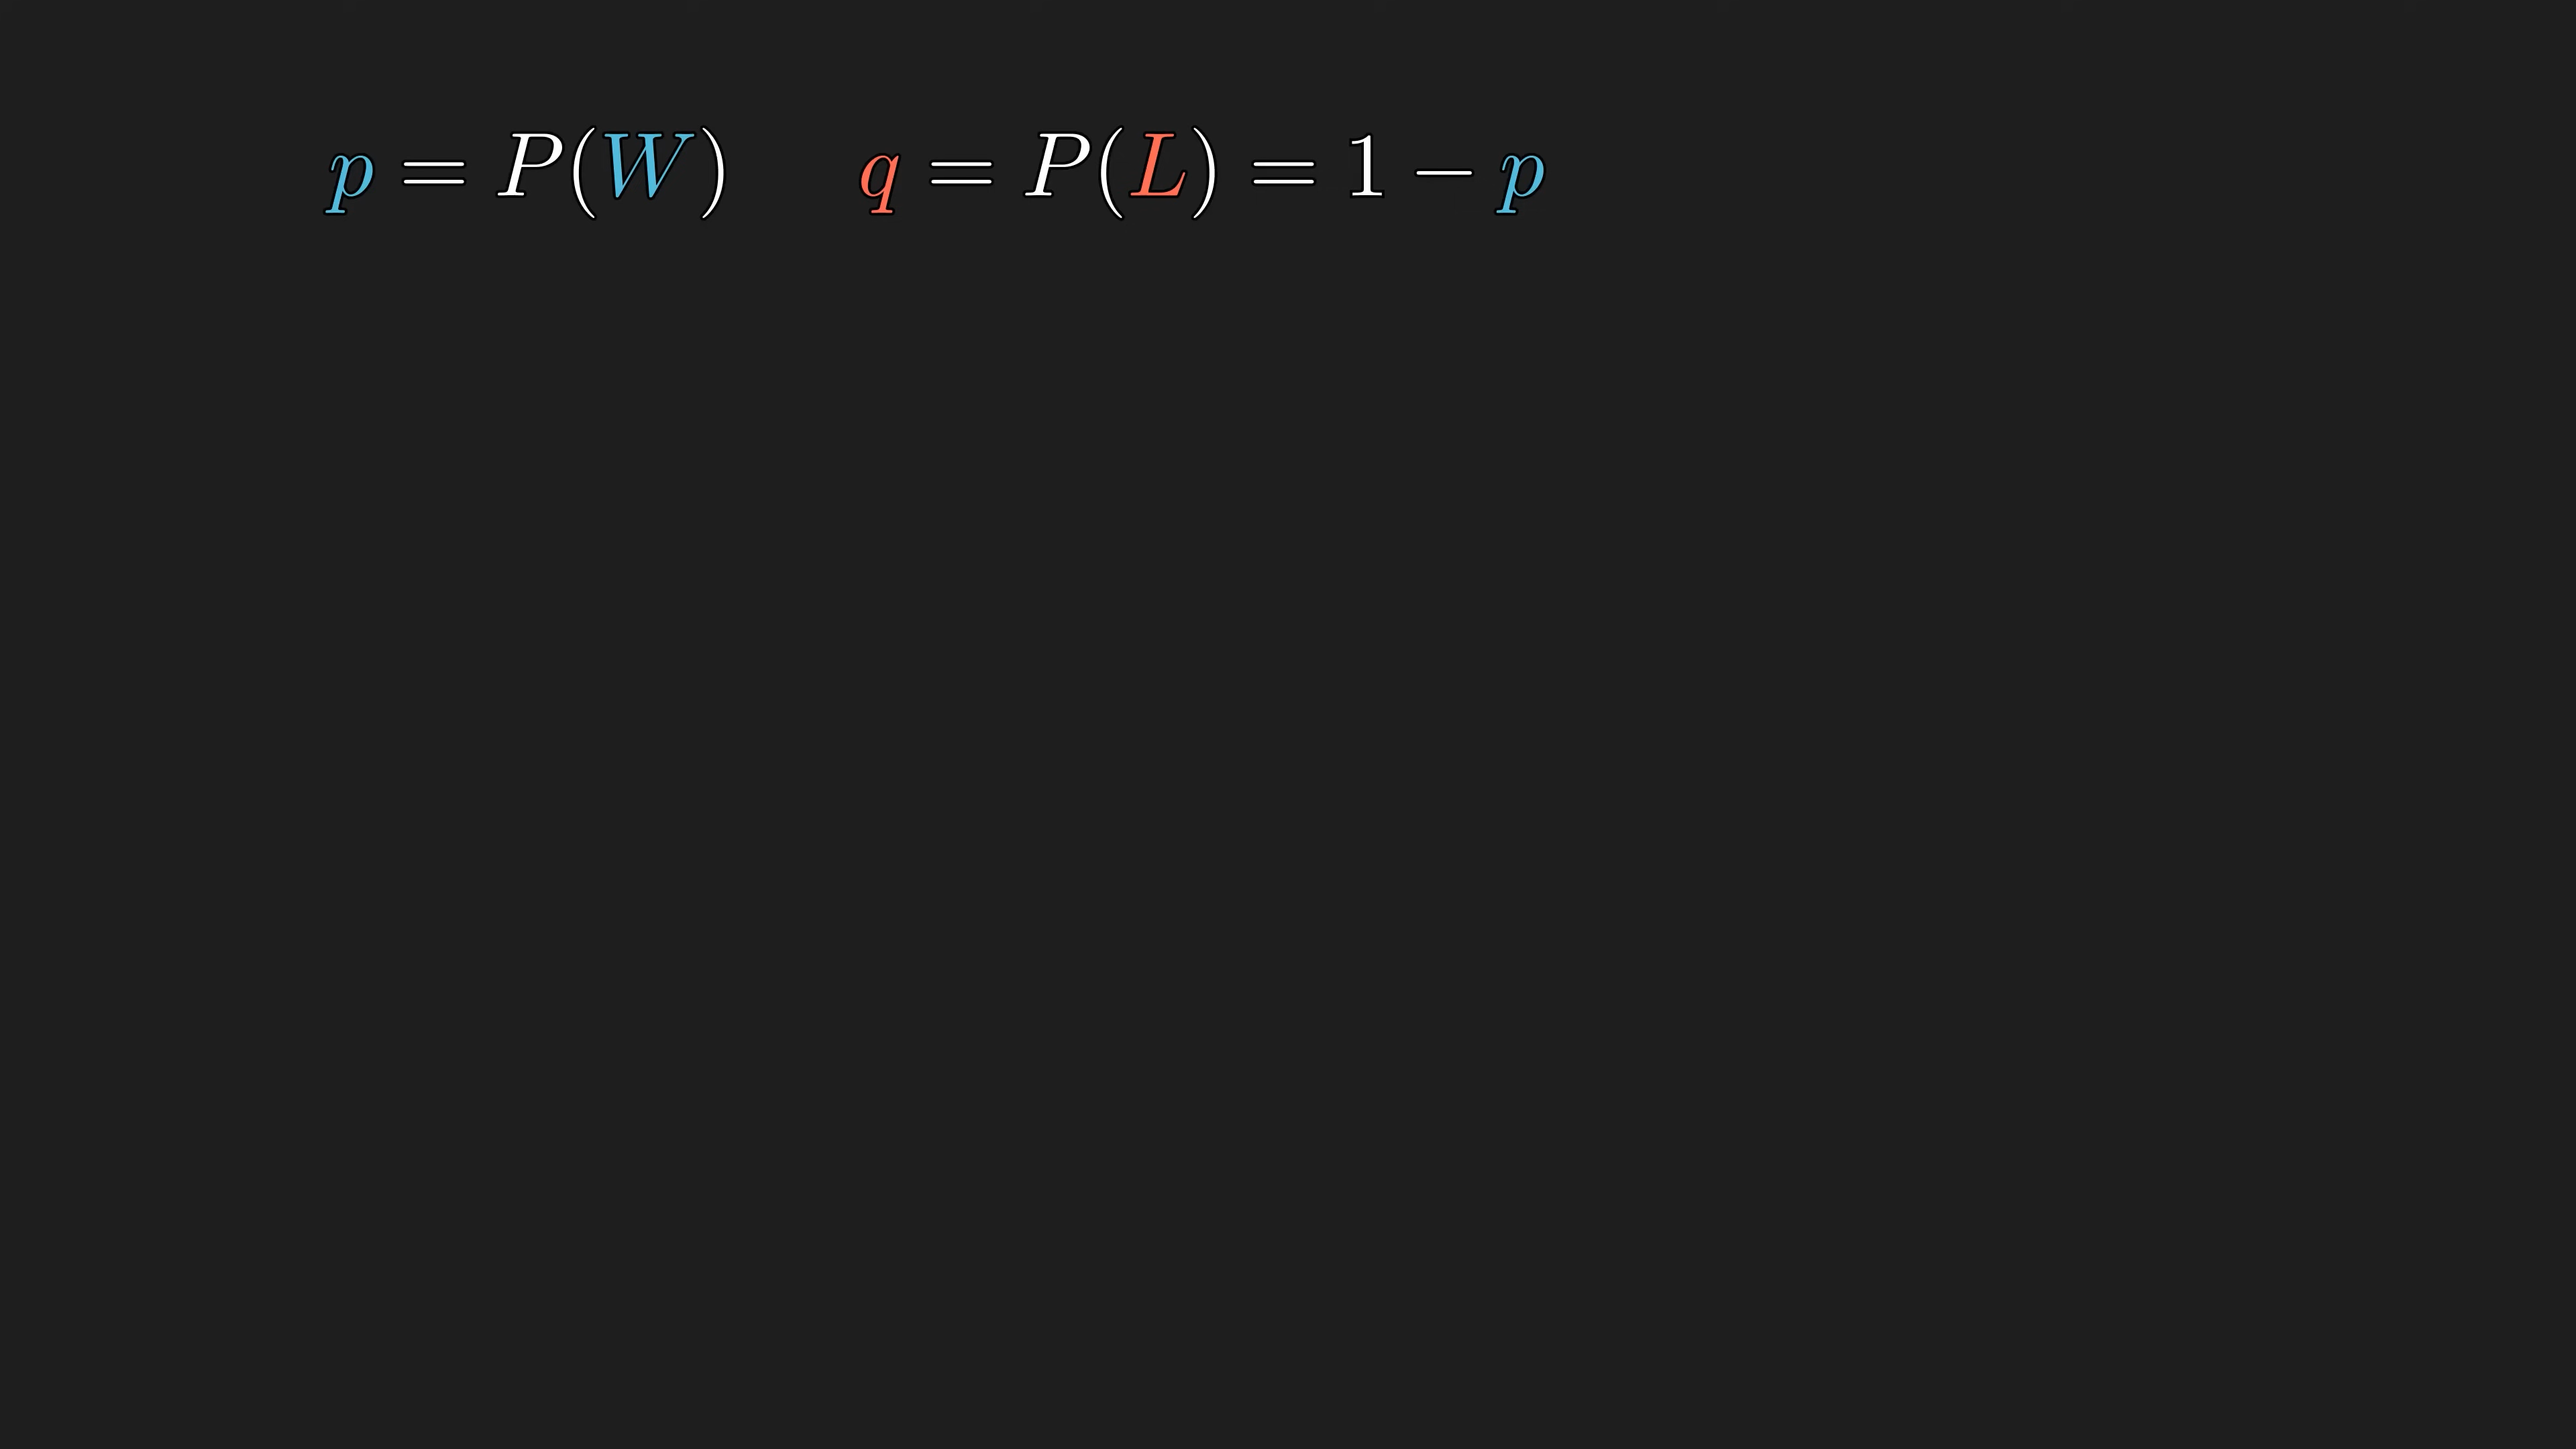 p = P(W) q = P(L) = 1 − p